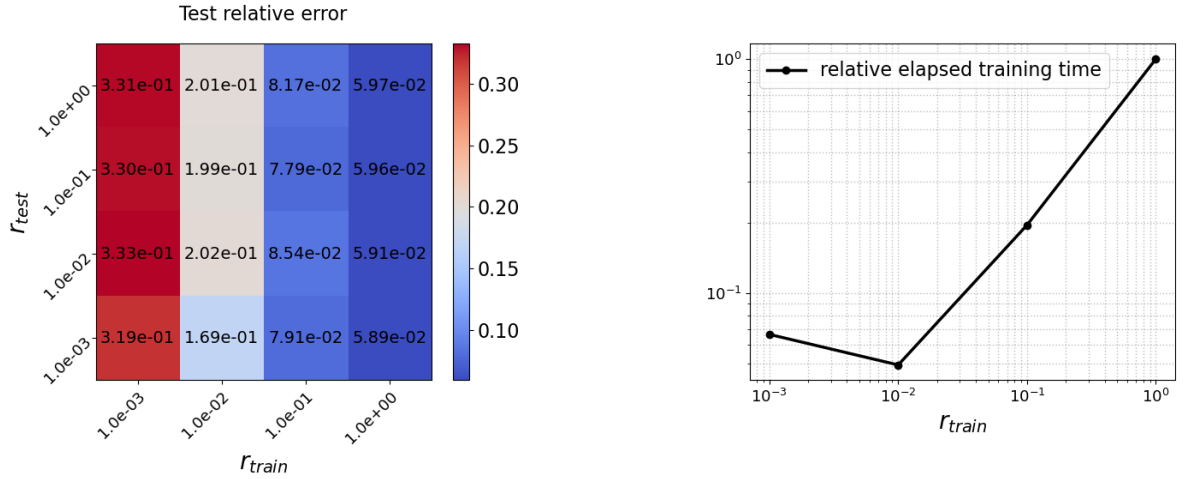 Test relative error
r_test
1.0e+00
3.31e-01 2.01e-01 8.17e-02 5.97e-02
1.0e-01
3.30e-01 1.99e-01 7.79e-02 5.96e-02
1.0e-02
3.33e-01 2.02e-01 8.54e-02 5.91e-02
1.0e-03
3.19e-01 1.69e-01 7.91e-02 5.89e-02
1.0e-03 1.0e-02 1.0e-01 1.0e+00
r_train
0.30
0.25
0.20
0.15
0.10
relative elapsed training time
10⁰
10⁻¹
10⁻³ 10⁻² 10⁻¹ 10⁰
r_train